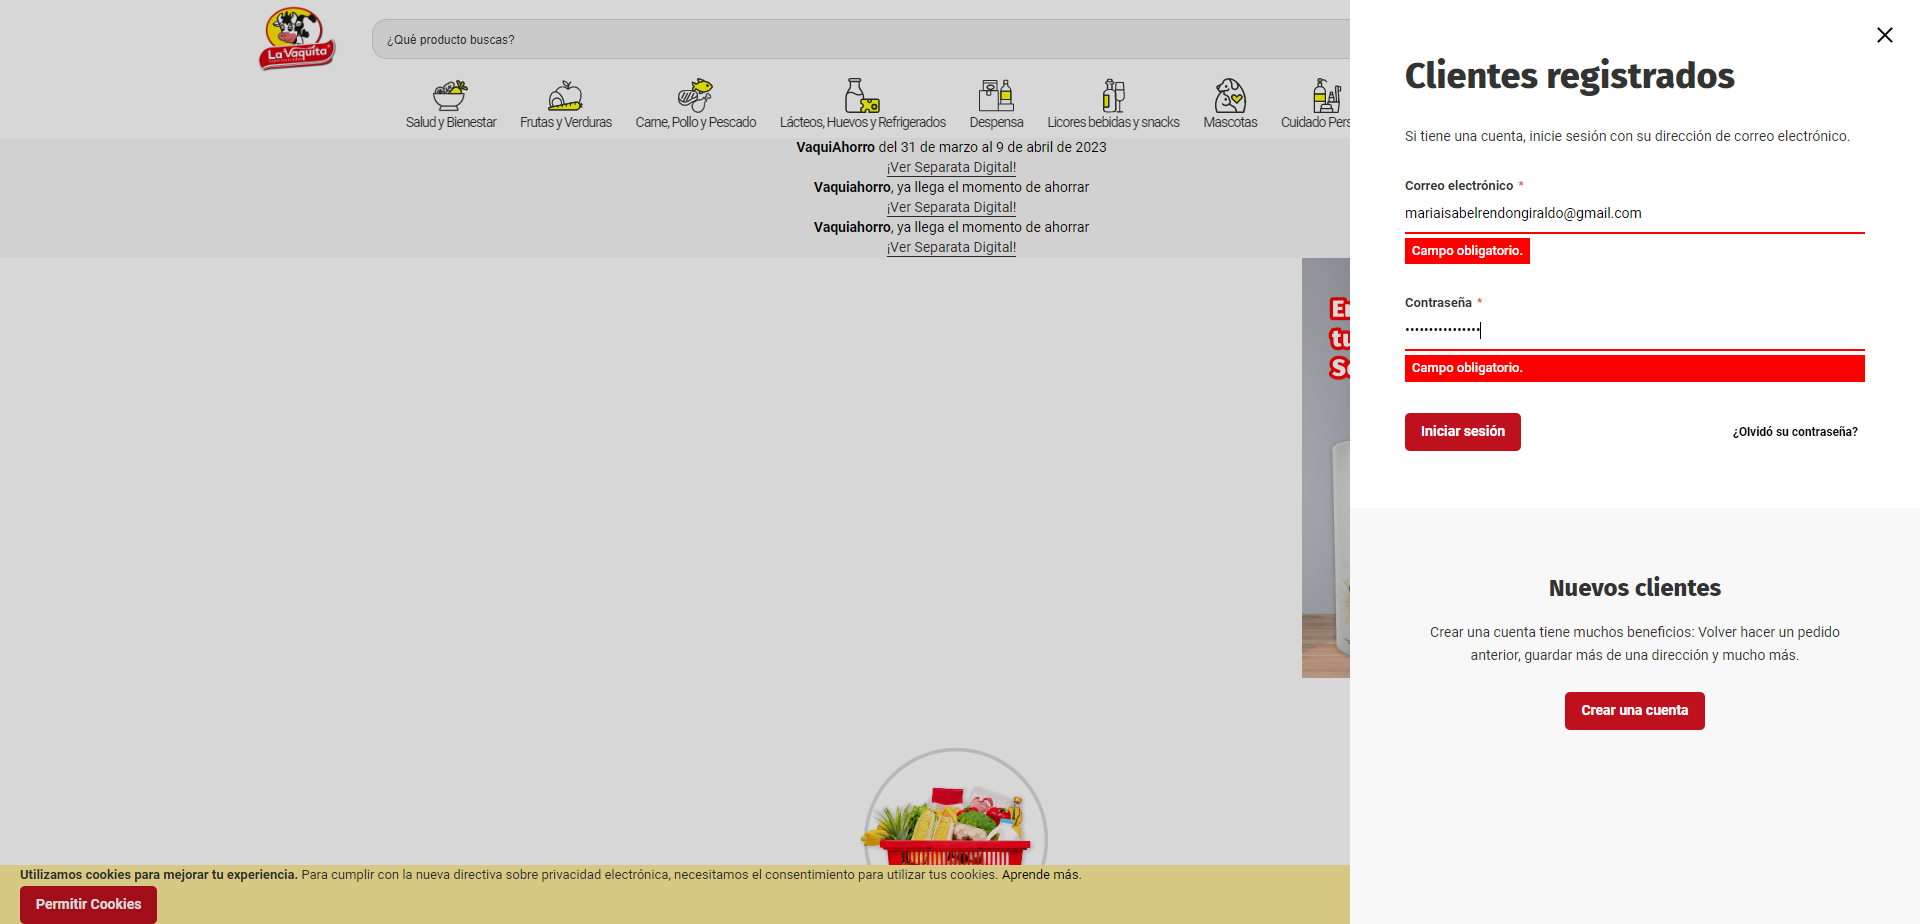 La Vaquita
¿Qué producto buscas?
Salud y Bienestar
Frutas y Verduras
Carne, Pollo y Pescado
Lácteos, Huevos y Refrigerados
Despensa
Licores bebidas y snacks
Mascotas
Cuidado Pers
VaquiAhorro del 31 de marzo al 9 de abril de 2023
¡Ver Separata Digital!
Vaquiahorro, ya llega el momento de ahorrar
¡Ver Separata Digital!
Vaquiahorro, ya llega el momento de ahorrar
¡Ver Separata Digital!
En
tu
Se
Clientes registrados
Si tiene una cuenta, inicie sesión con su dirección de correo electrónico.
Correo electrónico *
mariaisabelrendongiraldo@gmail.com
Campo obligatorio.
Contraseña *
••••••••••••••••
Campo obligatorio.
Iniciar sesión
¿Olvidó su contraseña?
Nuevos clientes
Crear una cuenta tiene muchos beneficios: Volver hacer un pedido
anterior, guardar más de una dirección y mucho más.
Crear una cuenta
Utilizamos cookies para mejorar tu experiencia. Para cumplir con la nueva directiva sobre privacidad electrónica, necesitamos el consentimiento para utilizar tus cookies. Aprende más.
Permitir Cookies